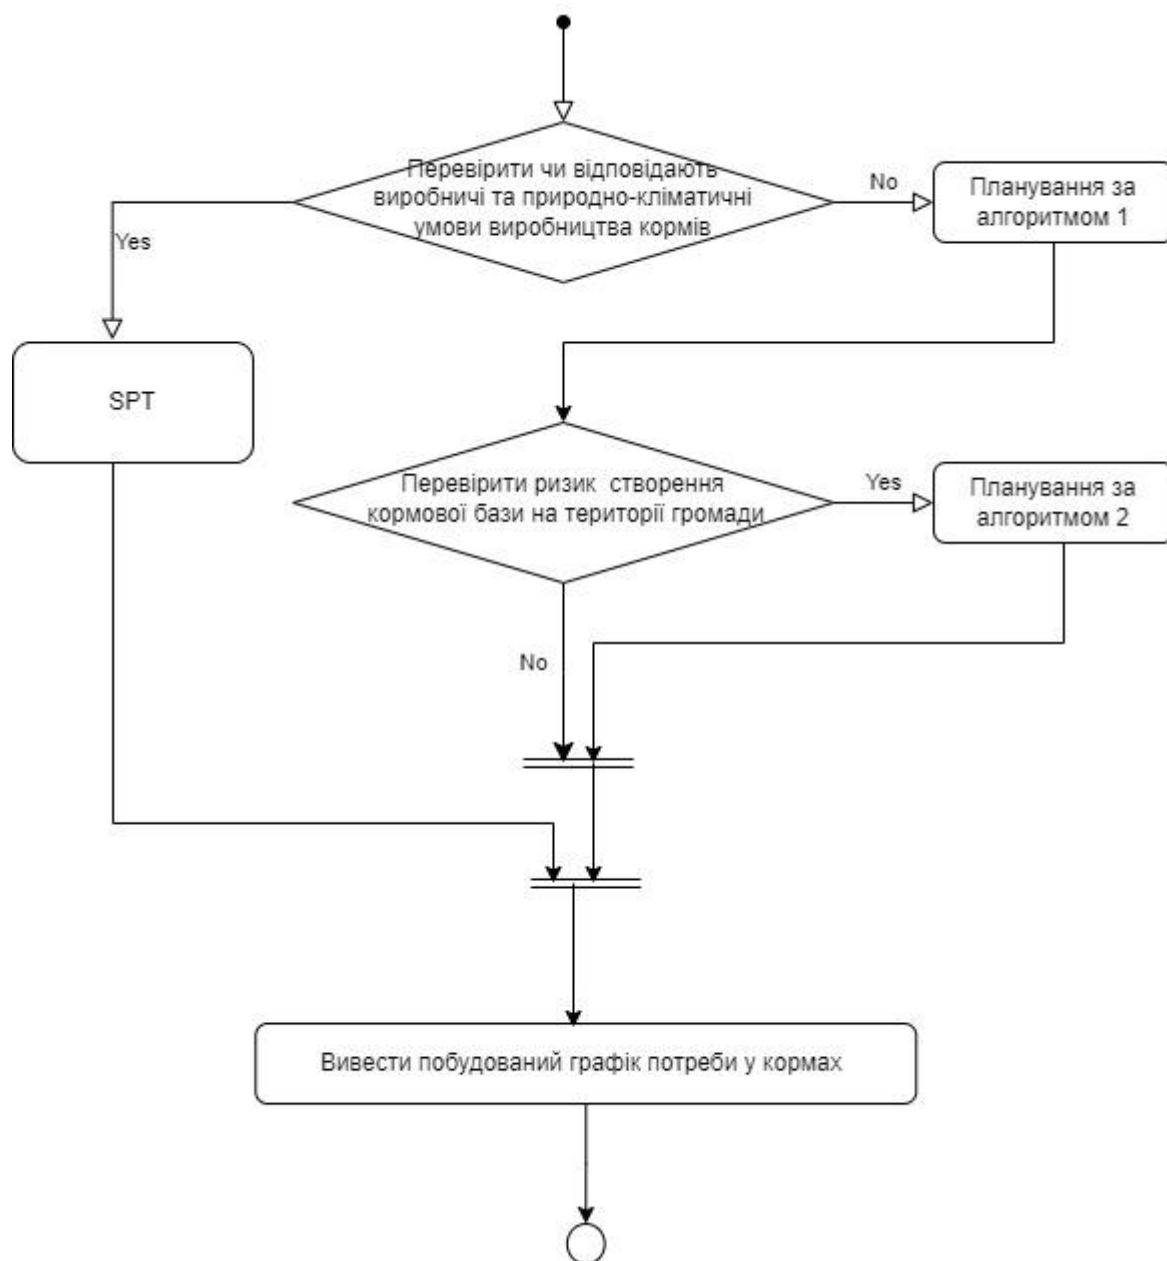 Перевірити чи відповідають
виробничі та природно-кліматичні
умови виробництва кормів
No
Планування за
алгоритмом 1
Yes
SPT
Перевірити ризик  створення
кормової бази на території громади
Yes
Планування за
алгоритмом 2
No
Вивести побудований графік потреби у кормах